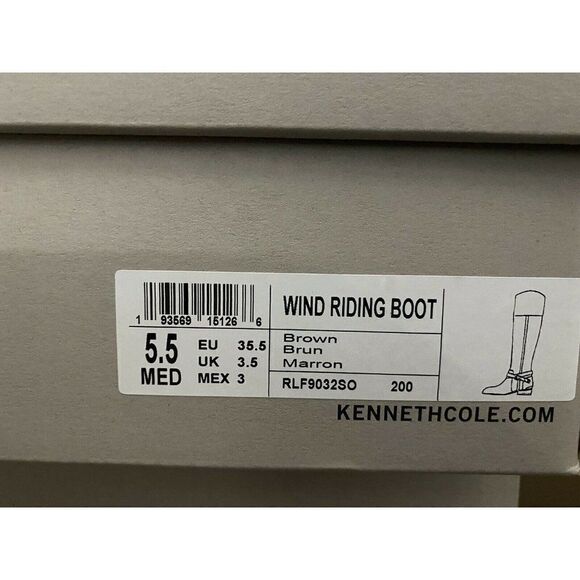 1 93569 15126 6
5.5 MED
EU 35.5
UK 3.5
MEX 3
WIND RIDING BOOT
Brown
Brun
Marron
RLF9032SO 200
KENNETHCOLE.COM